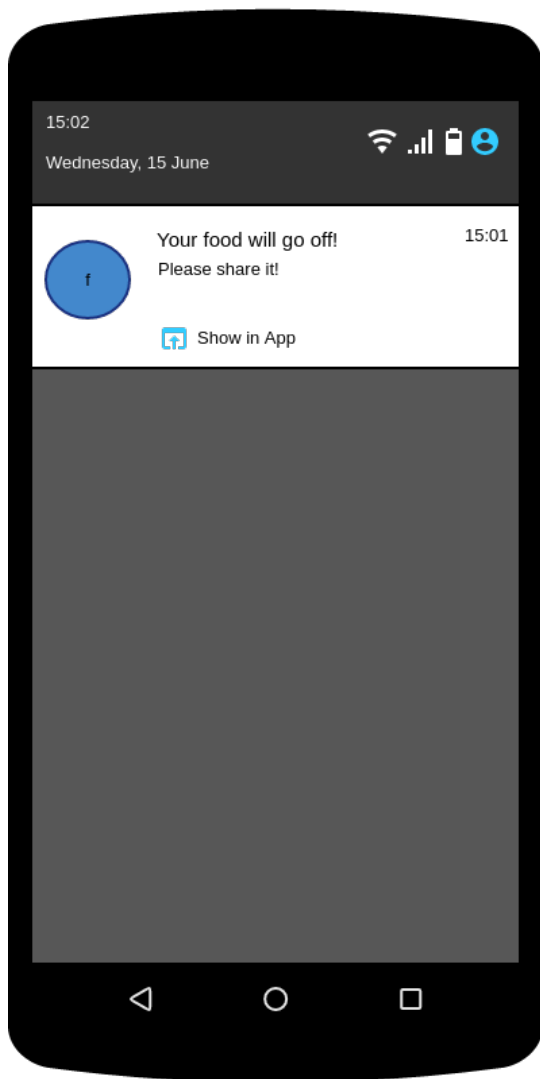 15:02
Wednesday, 15 June
Your food will go off!
15:01
Please share it!
f
Show in App